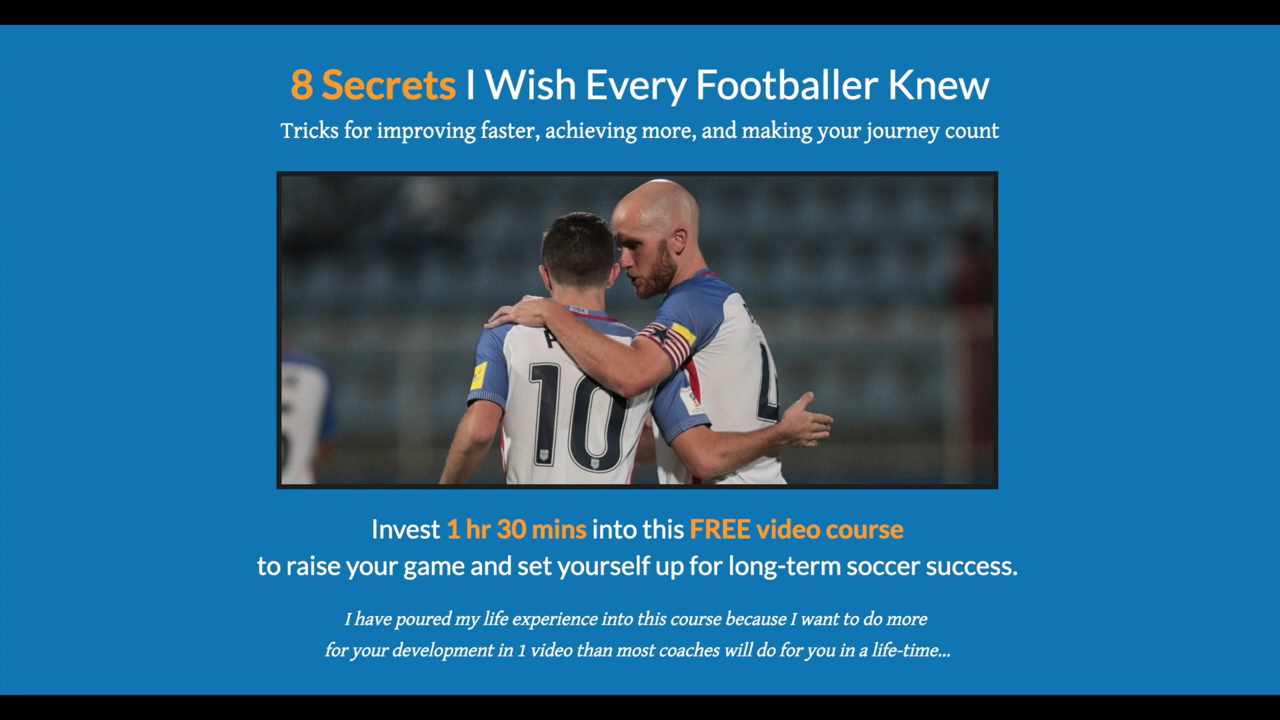 8 Secrets I Wish Every Footballer Knew
Tricks for improving faster, achieving more, and making your journey count
10
Invest 1 hr 30 mins into this FREE video course
to raise your game and set yourself up for long-term soccer success.
I have poured my life experience into this course because I want to do more
for your development in 1 video than most coaches will do for you in a life-time...